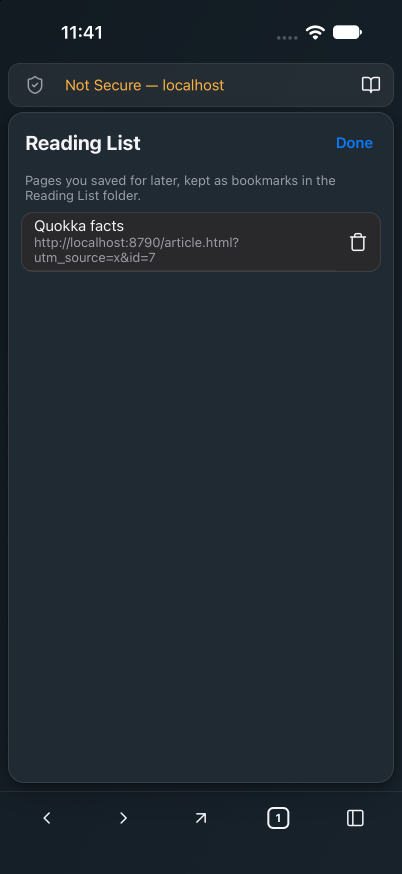 11:41
Not Secure — localhost
Reading List
Done
Pages you saved for later, kept as bookmarks in the
Reading List folder.
Quokka facts
http://localhost:8790/article.html?
utm_source=x&id=7
1